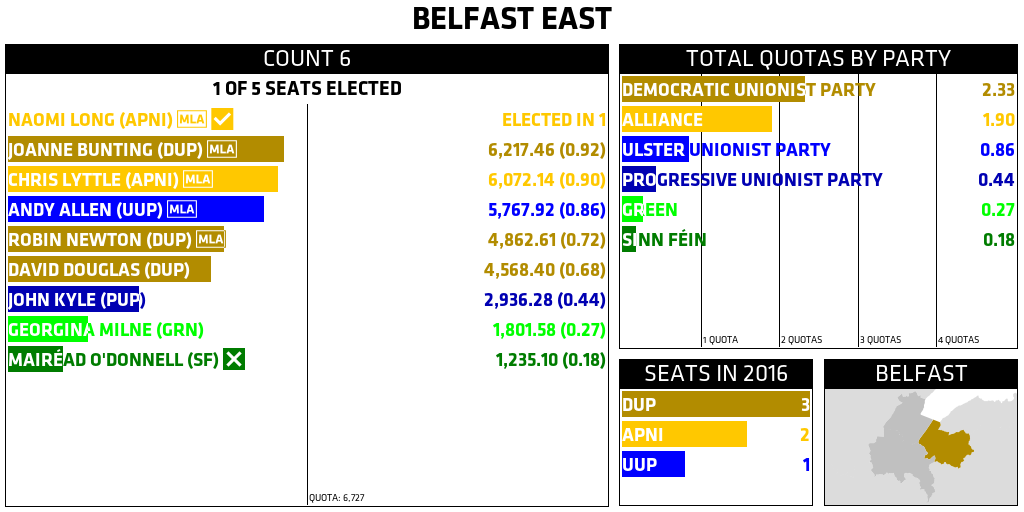 BELFAST EAST
COUNT 6
1 OF 5 SEATS ELECTED
NAOMI LONG (APNI) MLA ELECTED IN 1
JOANNE BUNTING (DUP) MLA 6,217.46 (0.92)
CHRIS LYTTLE (APNI) MLA 6,072.14 (0.90)
ANDY ALLEN (UUP) MLA 5,767.92 (0.86)
ROBIN NEWTON (DUP) MLA 4,862.61 (0.72)
DAVID DOUGLAS (DUP) 4,568.40 (0.68)
JOHN KYLE (PUP) 2,936.28 (0.44)
GEORGINA MILNE (GRN) 1,801.58 (0.27)
MAIRÉAD O'DONNELL (SF) 1,235.10 (0.18)
QUOTA: 6,727
TOTAL QUOTAS BY PARTY
DEMOCRATIC UNIONIST PARTY 2.33
ALLIANCE 1.90
ULSTER UNIONIST PARTY 0.86
PROGRESSIVE UNIONIST PARTY 0.44
GREEN 0.27
SINN FÉIN 0.18
1 QUOTA 2 QUOTAS 3 QUOTAS 4 QUOTAS
SEATS IN 2016
DUP 3
APNI 2
UUP 1
BELFAST